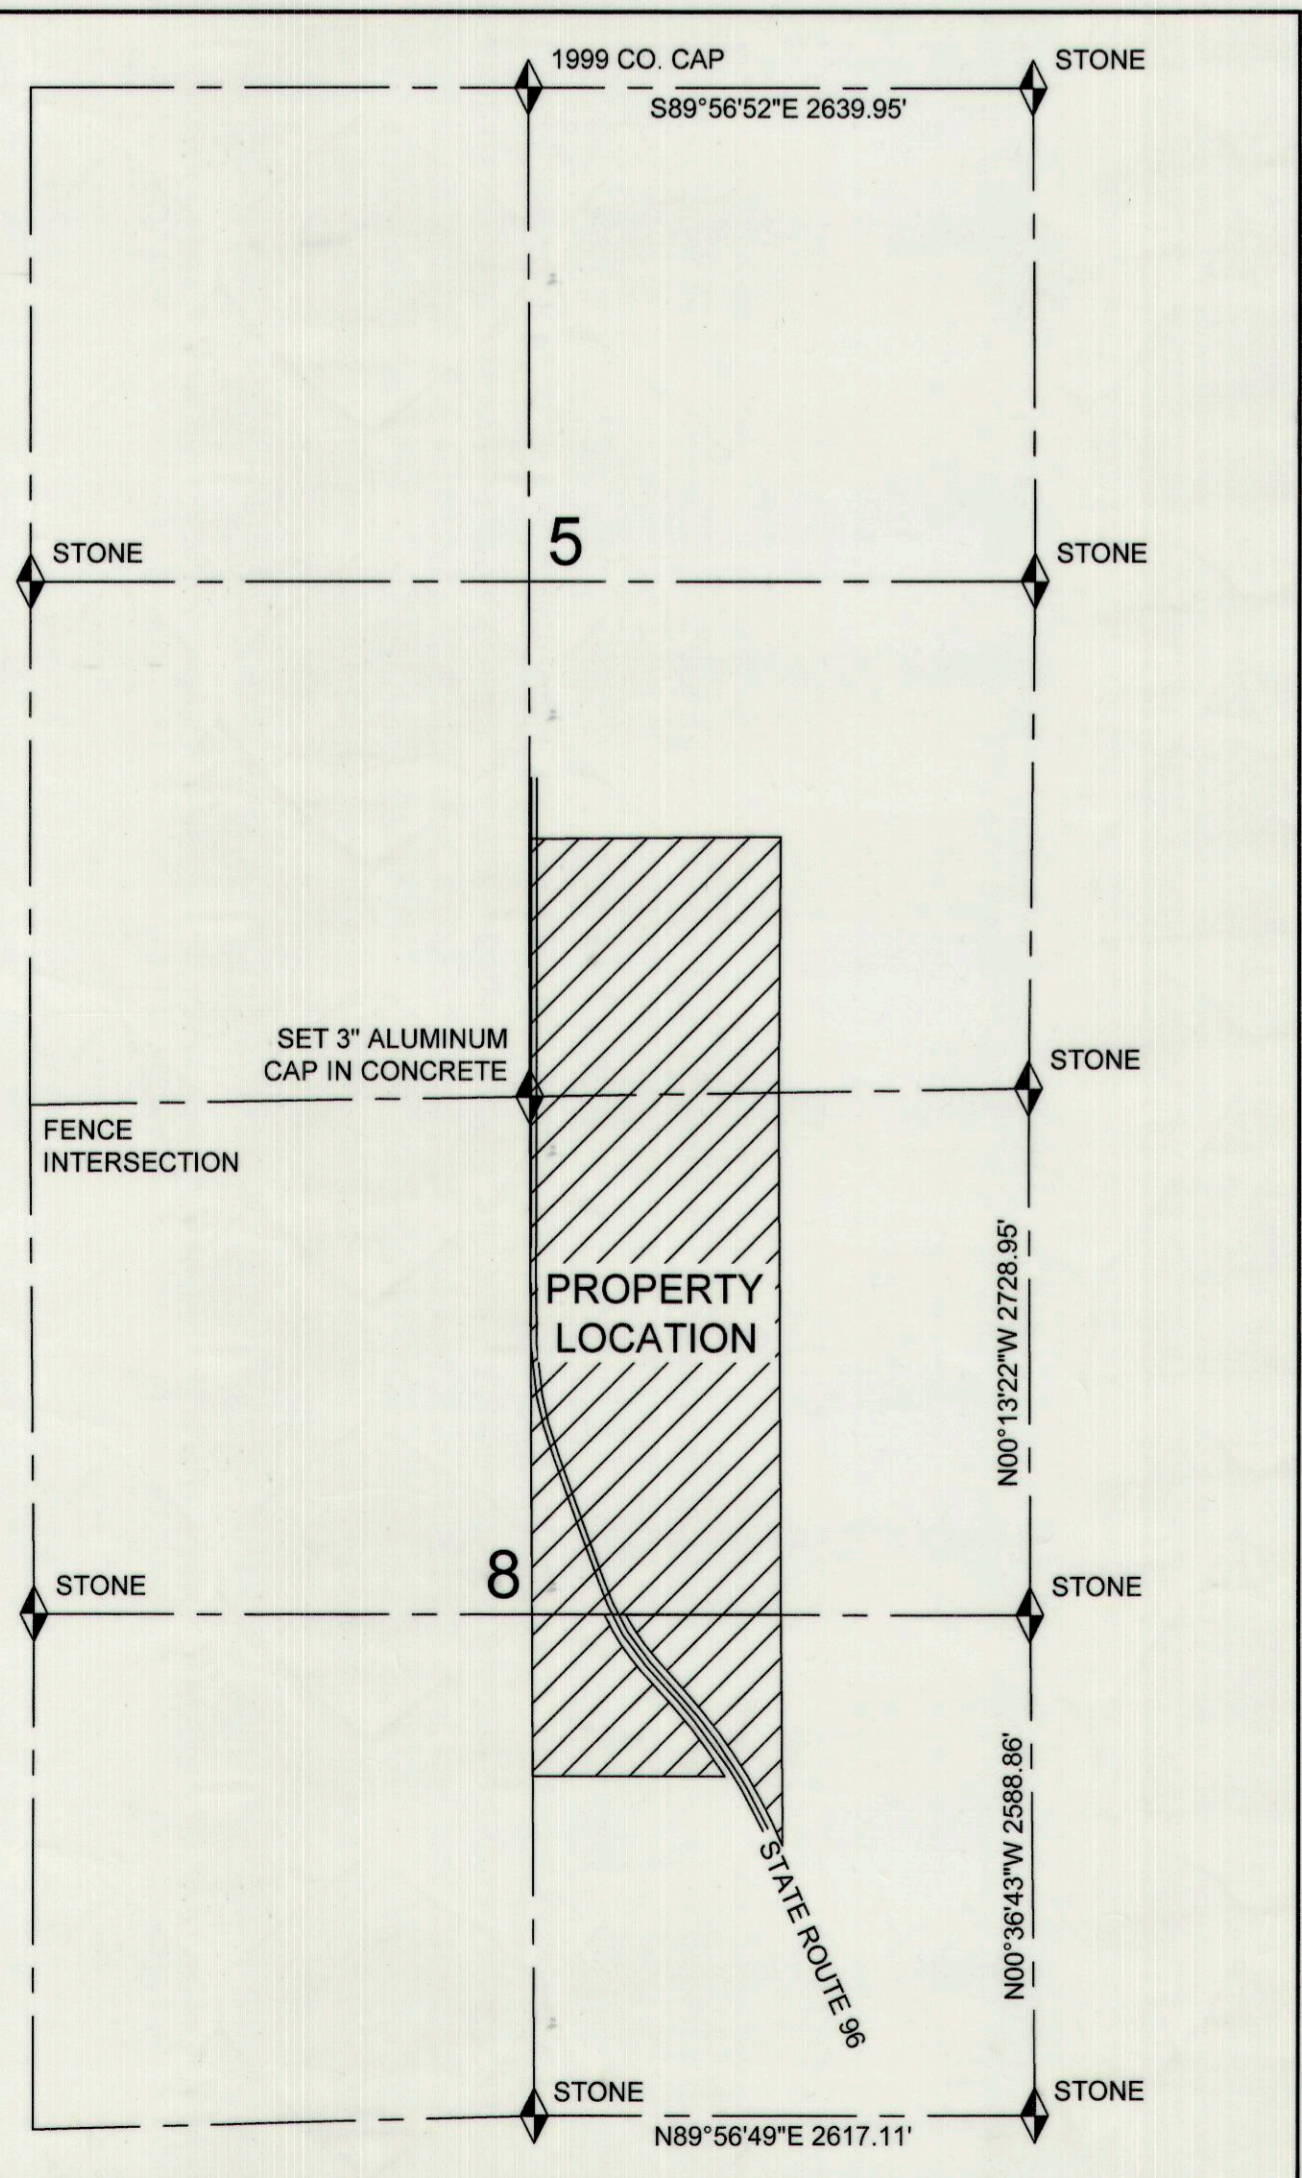 1999 CO. CAP
STONE
S89°56'52"E 2639.95'
STONE
5
STONE
SET 3" ALUMINUM
CAP IN CONCRETE
STONE
FENCE
INTERSECTION
N00°13'22"W 2728.95'
PROPERTY
LOCATION
8
STONE
STONE
N00°36'43"W 2588.86'
STATE ROUTE 96
STONE
STONE
N89°56'49"E 2617.11'